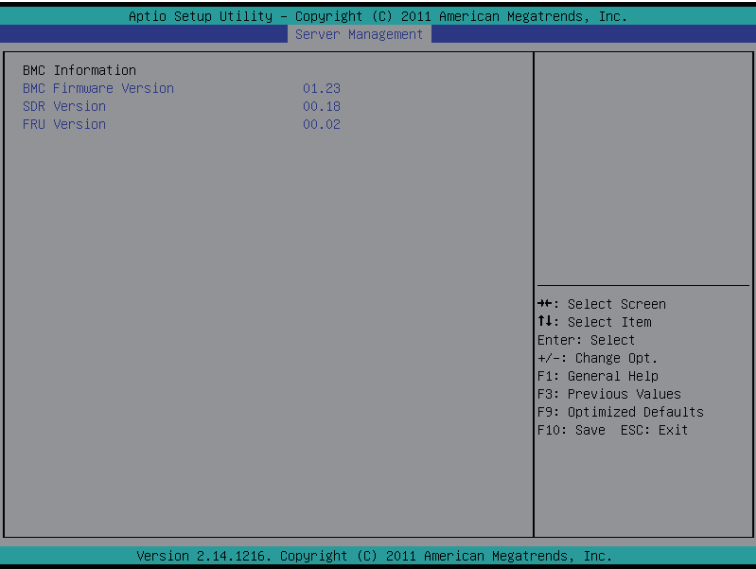 Aptio Setup Utility – Copyright (C) 2011 American Megatrends, Inc.
Server Management
BMC Information
BMC Firmware Version 01.23
SDR Version 00.18
FRU Version 00.02
→←: Select Screen
↑↓: Select Item
Enter: Select
+/-: Change Opt.
F1: General Help
F3: Previous Values
F9: Optimized Defaults
F10: Save ESC: Exit
Version 2.14.1216. Copyright (C) 2011 American Megatrends, Inc.